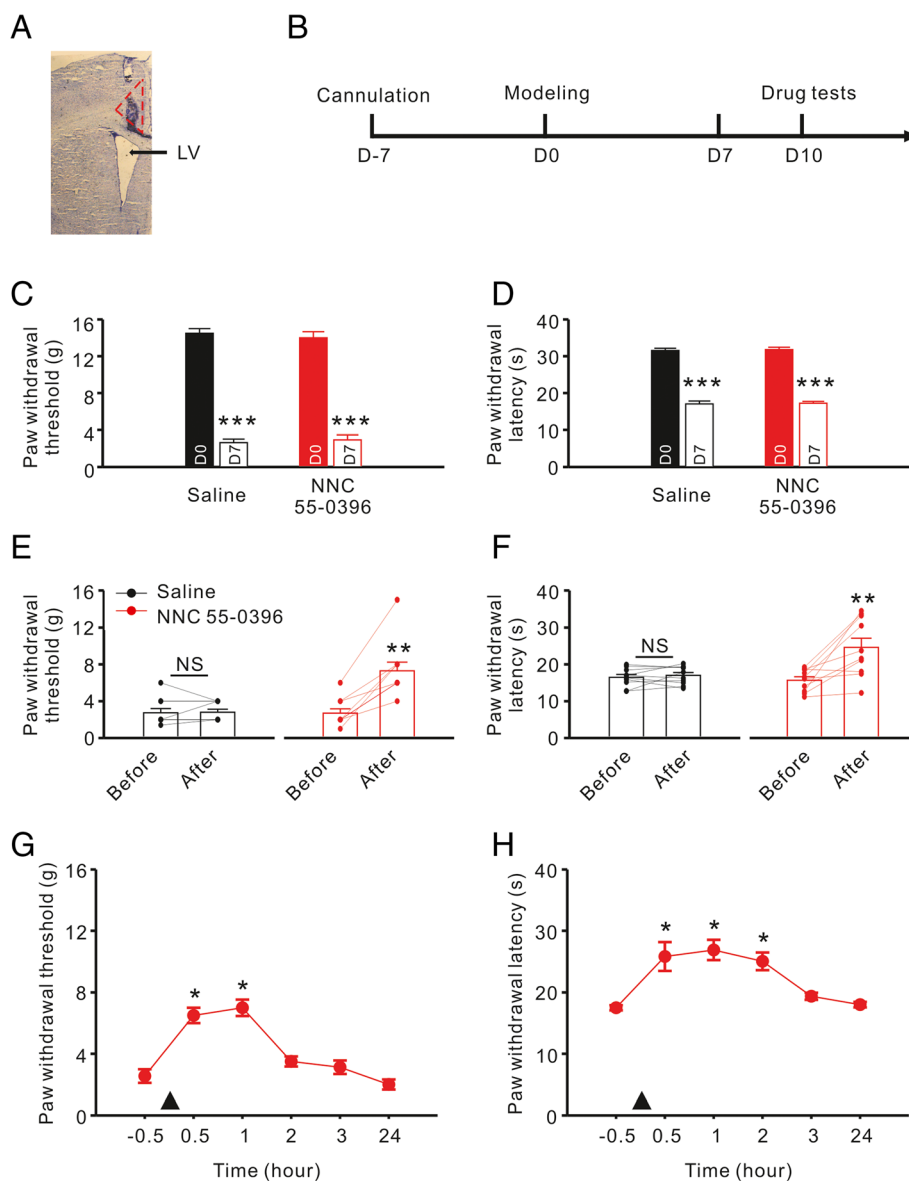 A
LV
B
Cannulation Modeling Drug tests
D-7 D0 D7 D10
C
Paw withdrawal
threshold (g)
16
12
8
4
0
***
***
D0 D7 D0 D7
Saline
NNC
55-0396
D
Paw withdrawal
latency (s)
40
30
20
10
0
***
***
D0 D7 D0 D7
Saline
NNC
55-0396
E
Paw withdrawal
threshold (g)
16
12
8
4
0
Saline
NNC 55-0396
NS
**
Before After Before After
F
Paw withdrawal
latency (s)
40
30
20
10
0
NS
**
Before After Before After
G
Paw withdrawal threshold (g)
16
12
8
4
0
* *
-0.5 0.5 1 2 3 24
Time (hour)
H
Paw withdrawal latency (s)
40
30
20
10
0
* * *
-0.5 0.5 1 2 3 24
Time (hour)